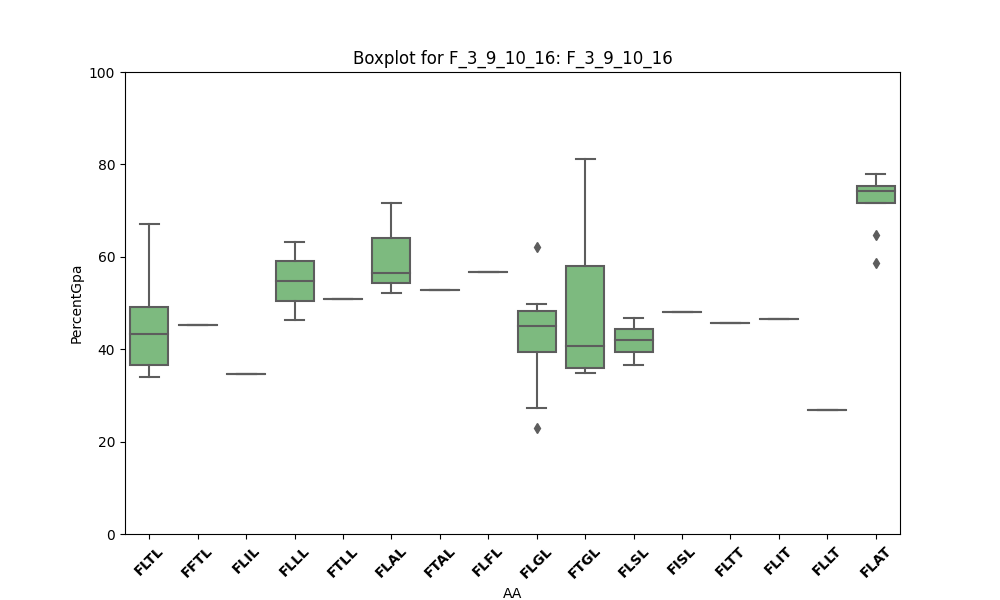 Boxplot for F_3_9_10_16: F_3_9_10_16
100
80
60
40
20
0
PercentGpa
FLTL
FFTL
FLIL
FLLL
FTLL
FLAL
FTAL
FLFL
FLGL
FTGL
FLSL
FISL
FLTT
FLIT
FLLT
FLAT
AA